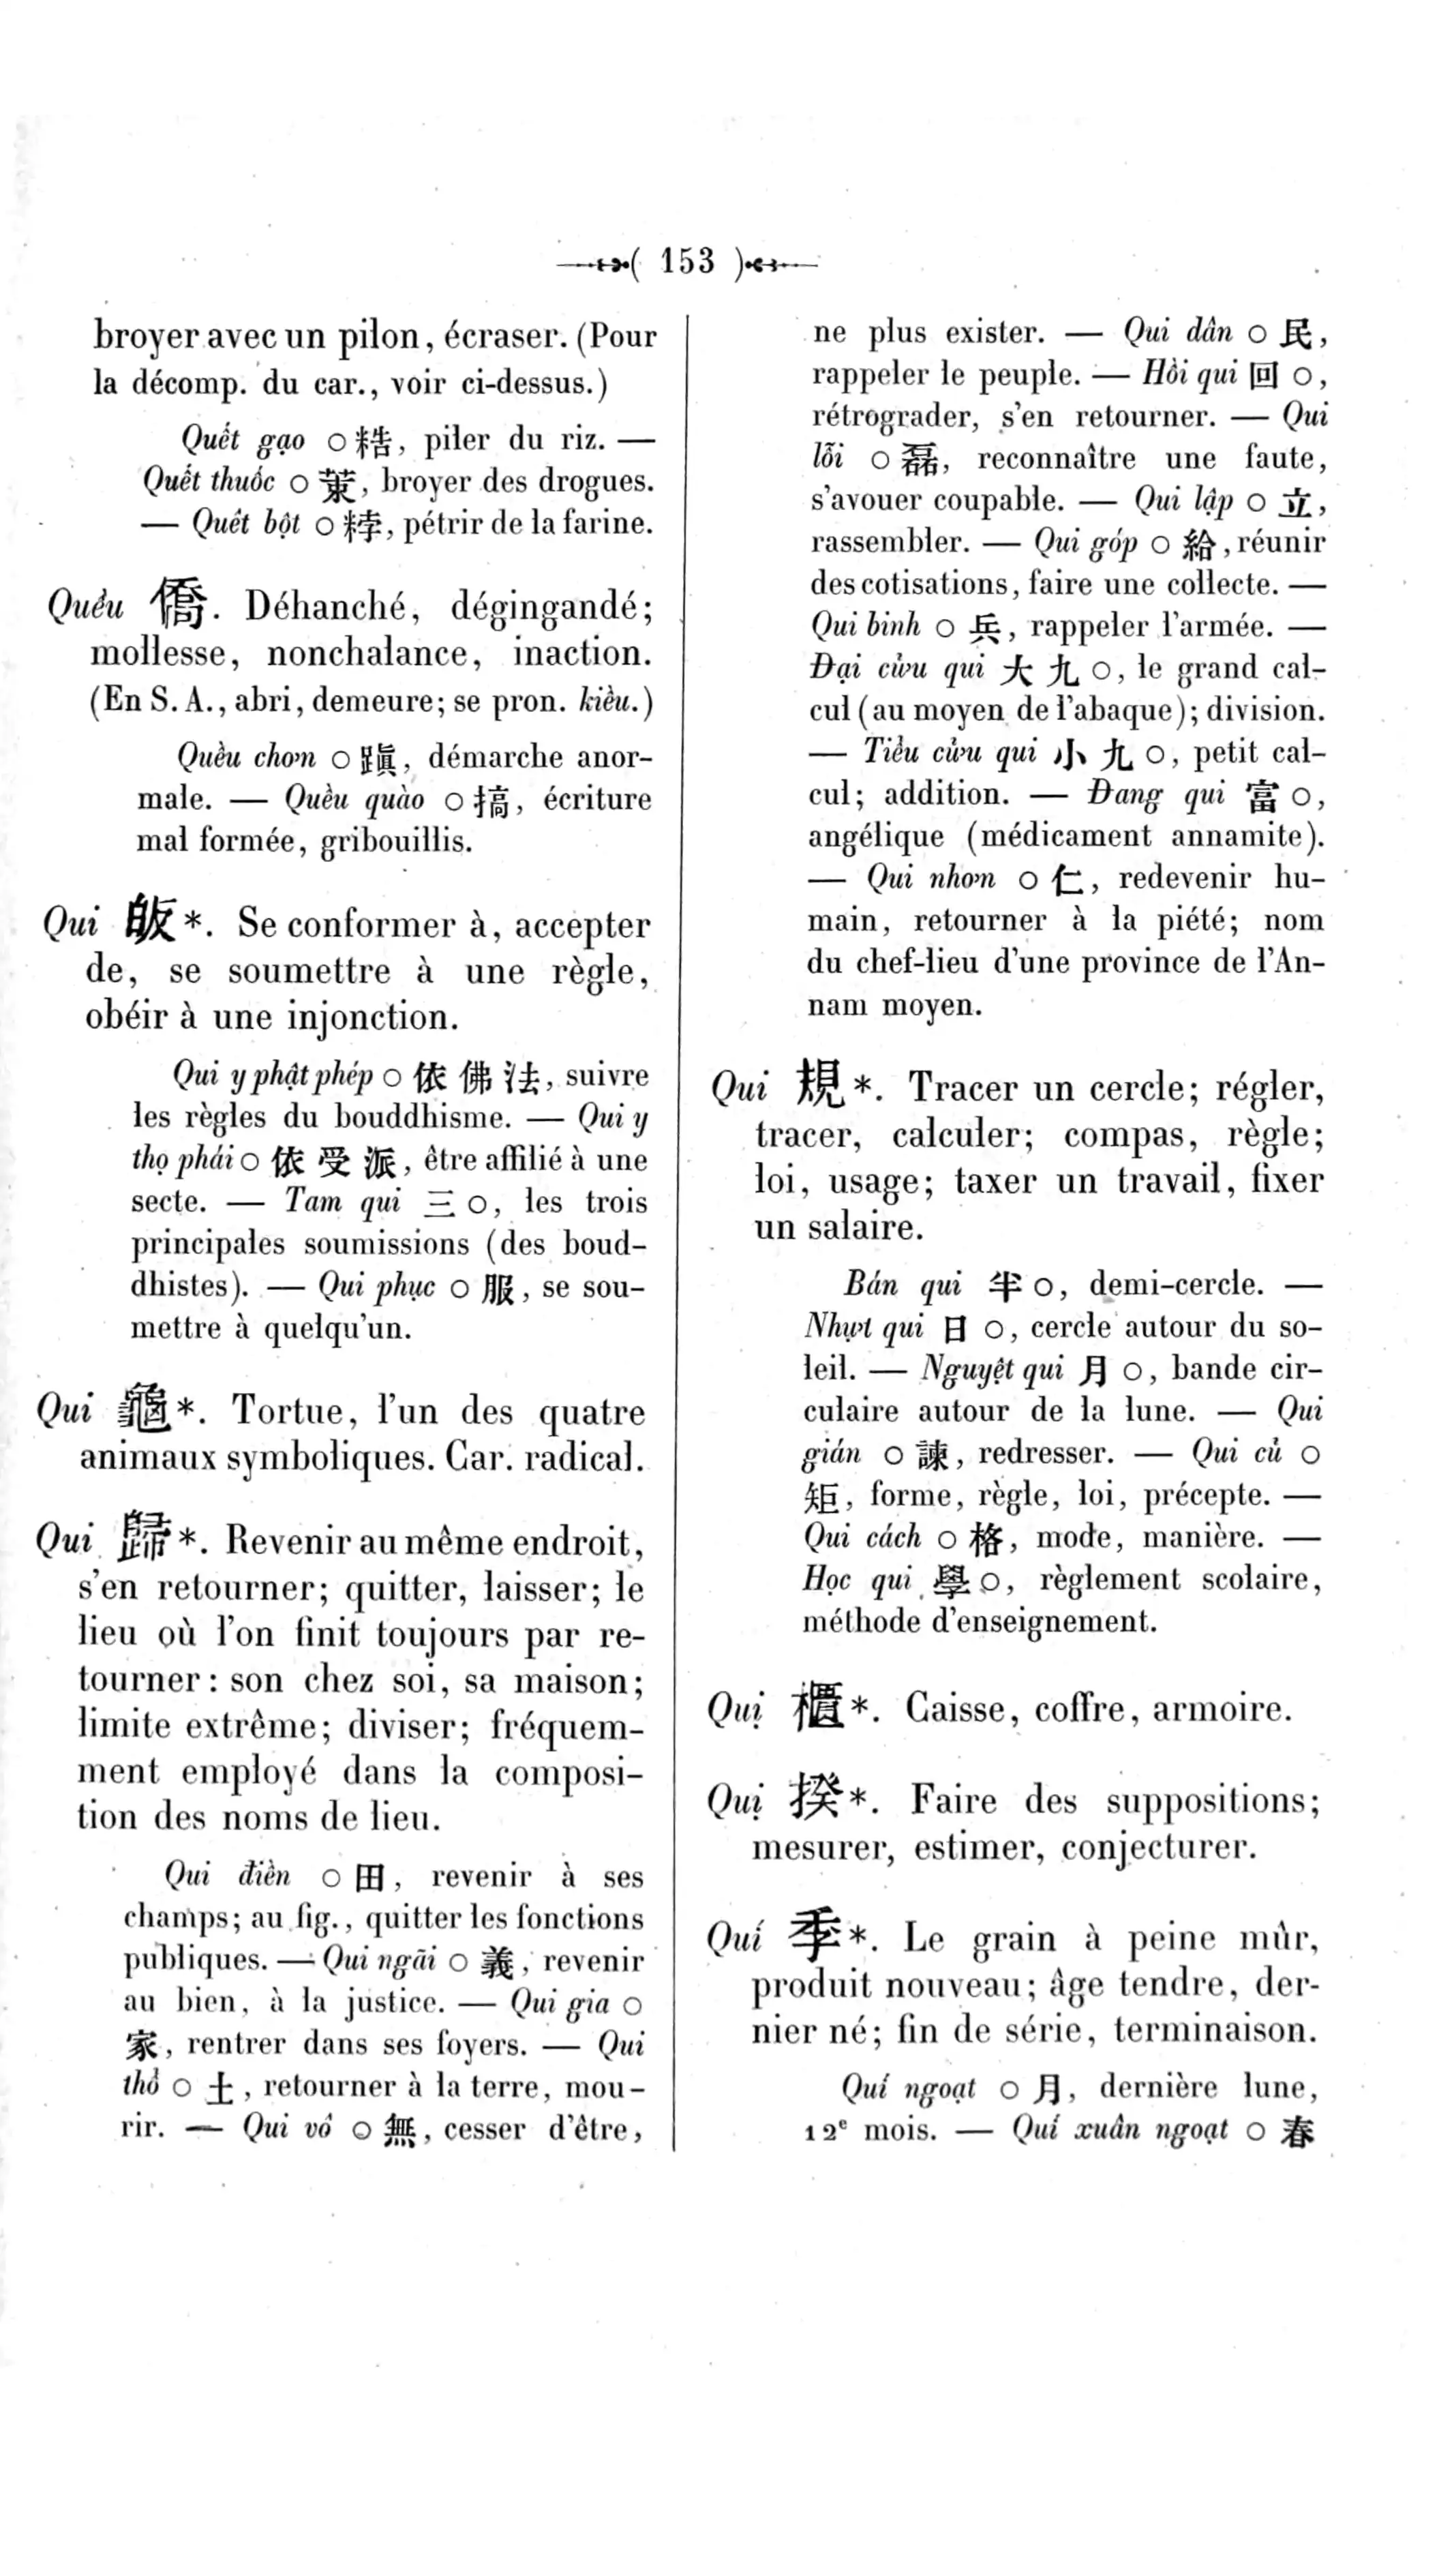 ( 153 )
broyer avec un pilon, écraser. (Pour
la décomp. du car., voir ci-dessus.)
Quết gạo ○ 𥽌, piler du riz. —
Quết thuốc ○ 葉, broyer des drogues.
— Quết bột ○ 粰, pétrir de la farine.
Quều 僑. Déhanché, dégingandé;
mollesse, nonchalance, inaction.
(En S. A., abri, demeure; se pron. kiều.)
Quều chơn ○ 蹎, démarche anor-
male. — Quều quào ○ 搞, écriture
mal formée, gribouillis.
Qui 皈*. Se conformer à, accepter
de, se soumettre à une règle,
obéir à une injonction.
Qui y phật phép ○ 依 佛 法, suivre
les règles du bouddhisme. — Qui y
thọ phái ○ 依 受 派, être affilié à une
secte. — Tam qui 三 ○, les trois
principales soumissions (des boud-
dhistes). — Qui phục ○ 服, se sou-
mettre à quelqu'un.
Qui 龜*. Tortue, l'un des quatre
animaux symboliques. Car. radical.
Qui 歸*. Revenir au même endroit,
s'en retourner; quitter, laisser; le
lieu où l'on finit toujours par re-
tourner: son chez soi, sa maison;
limite extrême; diviser; fréquem-
ment employé dans la composi-
tion des noms de lieu.
Qui điền ○ 田, revenir à ses
champs; au fig., quitter les fonctions
publiques. — Qui ngãi ○ 義, revenir
au bien, à la justice. — Qui gia ○
家, rentrer dans ses foyers. — Qui
thổ ○ 土, retourner à la terre, mou-
rir. — Qui vô ○ 無, cesser d'être,
ne plus exister. — Qui dân ○ 民,
rappeler le peuple. — Hồi qui 回 ○,
rétrograder, s'en retourner. — Qui
lỗi ○ 磊, reconnaître une faute,
s'avouer coupable. — Qui lập ○ 立,
rassembler. — Qui góp ○ 給, réunir
des cotisations, faire une collecte. —
Qui binh ○ 兵, rappeler l'armée. —
Đại cửu qui 大 九 ○, le grand cal-
cul (au moyen de l'abaque); division.
— Tiểu cửu qui 小 九 ○, petit cal-
cul; addition. — Đang qui 當 ○,
angélique (médicament annamite).
— Qui nhơn ○ 仁, redevenir hu-
main, retourner à la piété; nom
du chef-lieu d'une province de l'An-
nam moyen.
Qui 規*. Tracer un cercle; régler,
tracer, calculer; compas, règle;
loi, usage; taxer un travail, fixer
un salaire.
Bán qui 半 ○, demi-cercle. —
Nhựt qui 日 ○, cercle autour du so-
leil. — Nguyệt qui 月 ○, bande cir-
culaire autour de la lune. — Qui
gián ○ 諫, redresser. — Qui củ ○
矩, forme, règle, loi, précepte. —
Qui cách ○ 格, mode, manière. —
Học qui 學 ○, règlement scolaire,
méthode d'enseignement.
Quị 櫃*. Caisse, coffre, armoire.
Quị 揆*. Faire des suppositions;
mesurer, estimer, conjecturer.
Quí 季*. Le grain à peine mûr,
produit nouveau; âge tendre, der-
nier né; fin de série, terminaison.
Quí ngoạt ○ 月, dernière lune,
12e mois. — Quí xuân ngoạt ○ 春